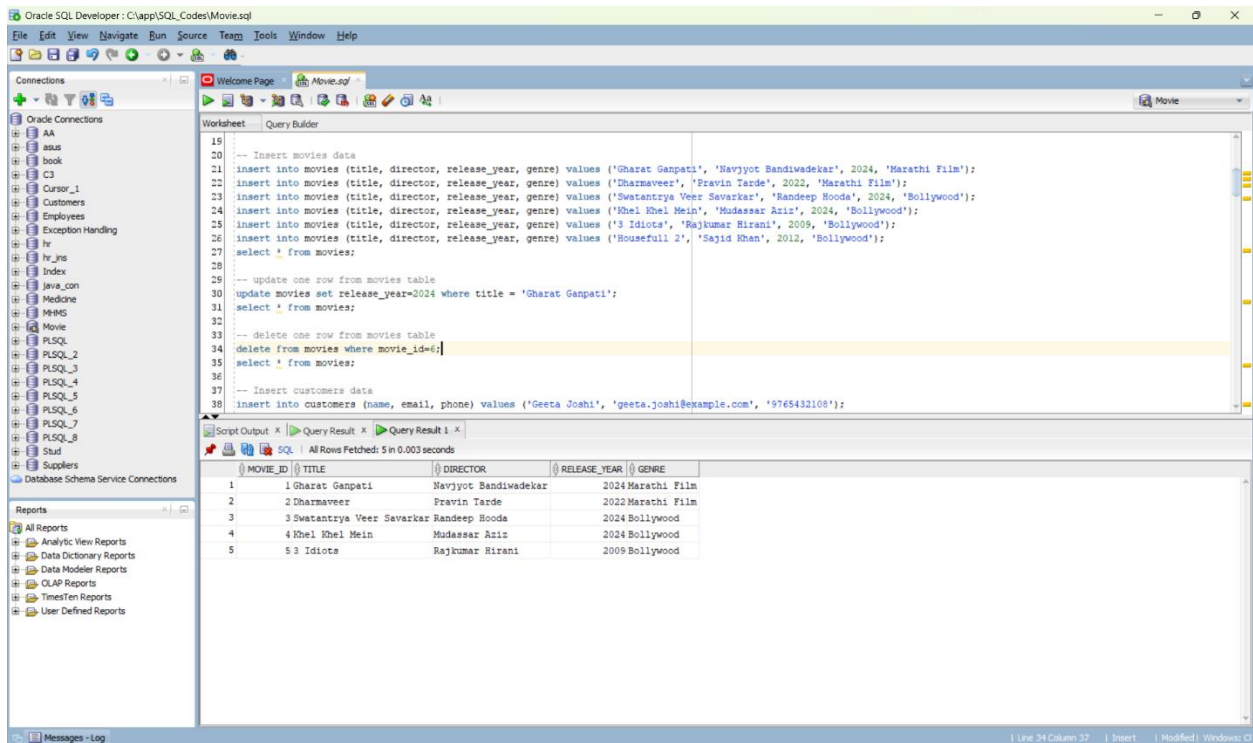 Oracle SQL Developer : C:\app\SQL_Codes\Movie.sql
File Edit View Navigate Run Source Team Tools Window Help
Connections
Oracle Connections
AA
asus
book
C3
Cursor_1
Customers
Employees
Exception Handling
hr
hr_ins
Index
java_con
Medicine
MHMS
Movie
PLSQL
PLSQL_2
PLSQL_3
PLSQL_4
PLSQL_5
PLSQL_6
PLSQL_7
PLSQL_8
Stud
Suppliers
Database Schema Service Connections
Reports
All Reports
Analytic View Reports
Data Dictionary Reports
Data Modeler Reports
OLAP Reports
TimesTen Reports
User Defined Reports
Welcome Page Movie.sql
SQL
Movie
Worksheet Query Builder
19
20 -- Insert movies data
21 insert into movies (title, director, release_year, genre) values ('Gharat Ganpati', 'Navjyot Bandiwadekar', 2024, 'Marathi Film');
22 insert into movies (title, director, release_year, genre) values ('Dharmaveer', 'Pravin Tarde', 2022, 'Marathi Film');
23 insert into movies (title, director, release_year, genre) values ('Swatantrya Veer Savarkar', 'Randeep Hooda', 2024, 'Bollywood');
24 insert into movies (title, director, release_year, genre) values ('Khel Khel Mein', 'Mudassar Aziz', 2024, 'Bollywood');
25 insert into movies (title, director, release_year, genre) values ('3 Idiots', 'Rajkumar Hirani', 2009, 'Bollywood');
26 insert into movies (title, director, release_year, genre) values ('Housefull 2', 'Sajid Khan', 2012, 'Bollywood');
27 select * from movies;
28
29 -- update one row from movies table
30 update movies set release_year=2024 where title = 'Gharat Ganpati';
31 select * from movies;
32
33 -- delete one row from movies table
34 delete from movies where movie_id=6;
35 select * from movies;
36
37 -- Insert customers data
38 insert into customers (name, email, phone) values ('Geeta Joshi', 'geeta.joshi@example.com', '9765432108');
Script Output x Query Result x Query Result 1 x
SQL | All Rows Fetched: 5 in 0.003 seconds
MOVIE_ID TITLE DIRECTOR RELEASE_YEAR GENRE
1 1 Gharat Ganpati Navjyot Bandiwadekar 2024 Marathi Film
2 2 Dharmaveer Pravin Tarde 2022 Marathi Film
3 3 Swatantrya Veer Savarkar Randeep Hooda 2024 Bollywood
4 4 Khel Khel Mein Mudassar Aziz 2024 Bollywood
5 5 3 Idiots Rajkumar Hirani 2009 Bollywood
Messages - Log
| Line 34 Column 37 | Insert | Modified | Windows: